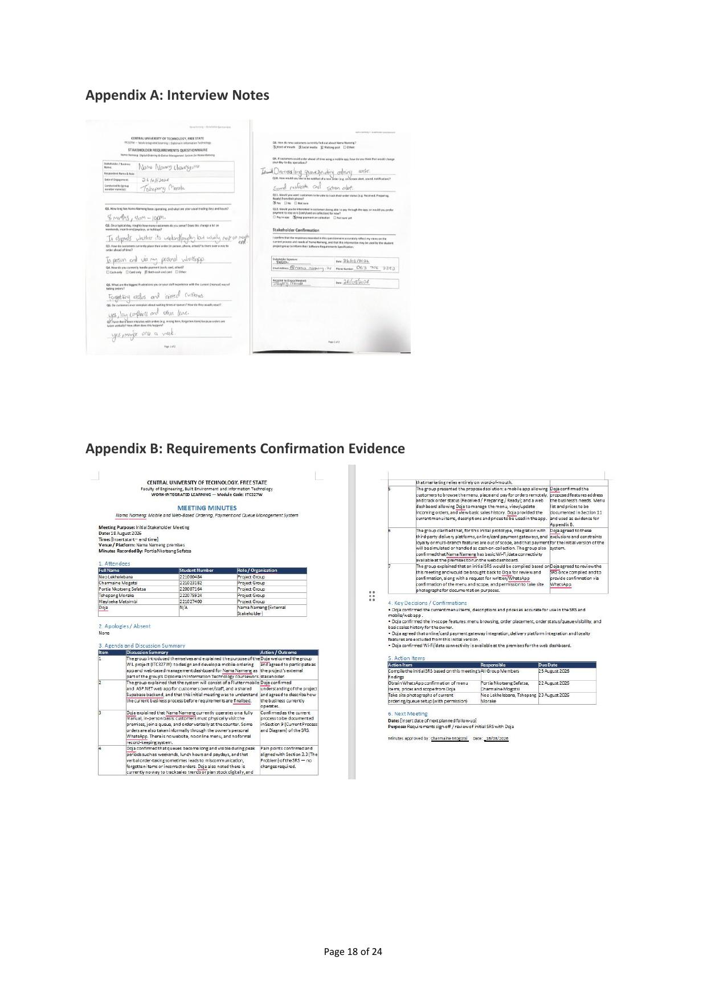 Appendix A: Interview Notes
CENTRAL UNIVERSITY OF TECHNOLOGY, FREE STATE
ITC327W — Work-Integrated Learning | Diploma in Information Technology
STAKEHOLDER REQUIREMENTS QUESTIONNAIRE
Nama Nameng: Digital Ordering & Queue Management System for Nama Nameng
Stakeholder / Business Name:
Respondent Name & Role:
Date of Engagement: 26/08/2026
Conducted by (group member name(s)): Tshepang Morake
Q1. How long has Nama Nameng been operating, and what are your usual trading days and hours?
8 months, 9am – 10pm.
Q2. On a typical day, roughly how many customers do you serve? Does this change a lot on weekends, month-end/paydays, or holidays?
It depends whether its weekend/payday but usually most on month end.
Q3. How do customers currently place their order (in person, phone, other)? Is there ever a way to order ahead of time?
In person and via my personal whatsapp.
Q4. How do you currently handle payment (cash, card, other)?
☐ Cash only ☐ Card only ☒ Both cash and card ☐ Other:
Q5. What are the biggest frustrations you or your staff experience with the current (manual) way of taking orders?
Forgetting orders and
Q6. Do customers ever complain about waiting times or queues? How do they usually react?
yes, and other leave.
Q7. Have there been mistakes with orders (e.g. wrong item, forgotten item) because orders are taken verbally? How often does this happen?
yes, maybe once a week.
Page 1 of 2
Q8. How do new customers currently find out about Nama Nameng?
☒ Word of mouth ☒ Social media ☒ Walking past ☐ Other:
Q9. If customers could order ahead of time using a mobile app, how do you think that would change your day-to-day operations?
long queues/making ordering easier.
Q10. How would you like to be notified of a new order (e.g. on-screen alert, sound, notification)?
Sound notification and screen alert.
Q11. Would you want customers to be able to track their order status (e.g. Received, Preparing, Ready) from their phone?
☒ Yes ☐ No ☐ Not sure
Q12. Would you be interested in customers being able to pay through the app, or would you prefer payment to stay as is (cash/card on collection) for now?
☐ Pay in app ☒ Keep payment on collection ☐ Not sure yet
Stakeholder Confirmation
I confirm that the responses recorded in this questionnaire accurately reflect my views on the
current process and needs of Nama Nameng, and that this information may be used by the student
project group to inform their Software Requirements Specification.
Stakeholder Signature: Date: 26/08/2026
Email Address: Phone Number:
Recorded by (Group Member): Date: 26/08/2026
Page 2 of 2
Appendix B: Requirements Confirmation Evidence
CENTRAL UNIVERSITY OF TECHNOLOGY, FREE STATE
Faculty of Engineering, Built Environment and Information Technology
WORK-INTEGRATED LEARNING — Module Code: ITC327W
MEETING MINUTES
Nama Nameng: Mobile and Web-Based Ordering, Payment and Queue Management System
Meeting Purpose: Initial Stakeholder Meeting
Date: 18 August 2026
Time: [Insert start – end time]
Venue / Platform: Nama Nameng premises
Minutes Recorded By: Portia Nkotseng Sefatsa
1. Attendees
Full Name Student Number Role / Organisation
Neo Lekhelebana 221000484 Project Group
Charmaine Mogotsi 221023182 Project Group
Portia Nkotseng Sefatsa 220007164 Project Group
Tshepang Morake 222075924 Project Group
Hlayiseka Matsimbi 221027400 Project Group
Doja N/A Nama Nameng (External Stakeholder)
2. Apologies / Absent
None
3. Agenda and Discussion Summary
Item Discussion Summary Action / Outcome
1 The group introduced themselves and explained the purpose of the WIL project (ITC327W): to design and develop a mobile ordering app and web-based management dashboard for Nama Nameng as part of the group's Diploma in Information Technology coursework. Doja welcomed the group and agreed to participate as the project's external stakeholder.
2 The group explained that the system will consist of a Flutter mobile and ASP.NET web app for customers owner/staff, and a shared Supabase backend, and that this initial meeting was to understand the current business process before requirements are finalised. Doja confirmed understanding of the project and agreed to describe how the business currently operates.
3 Doja explained that Nama Nameng currently operates on a fully manual, in-person basis: customers must physically visit the premises, join a queue, and order verbally at the counter. Some orders are also taken informally through the owner's personal WhatsApp. There is no website, no online menu, and no formal record-keeping system. Confirmed as the current process to be documented in Section 9 (Current Process and Diagram) of the SRS.
4 Doja confirmed that queues become long and visible during peak periods such as weekends, lunch hours and paydays, and that verbal order-taking sometimes leads to miscommunication, forgotten items or incorrect orders. Doja also noted there is currently no way to track sales trends or plan stock digitally, and Pain points confirmed and aligned with Section 3.3 (The Problem) of the SRS — no changes required.
that marketing relies entirely on word-of-mouth.
5 The group presented the proposed solution: a mobile app allowing customers to browse the menu, place and pay for orders remotely, and track order status (Received / Preparing / Ready); and a web dashboard allowing Doja to manage the menu, view/update incoming orders, and view basic sales history. Doja provided the current menu items, descriptions and prices to be used in the app. Doja confirmed the proposed features address the business's needs. Menu list and prices to be documented in Section 11 and used as evidence for Appendix B.
6 The group clarified that, for this initial prototype, integration with third-party delivery platforms, online/card payment gateways, and loyalty or multi-branch features are out of scope, and that payment will be simulated or handled as cash-on-collection. The group also confirmed that Nama Nameng has basic Wi-Fi/data connectivity available at the premises to run the web dashboard. Doja agreed to these exclusions and constraints for the initial version of the system.
7 The group explained that an initial SRS would be compiled based on this meeting and would be brought back to Doja for review and confirmation, along with a request for written/WhatsApp confirmation of the menu and scope, and permission to take site photographs for documentation purposes. Doja agreed to review the SRS once compiled and to provide confirmation via WhatsApp.
4. Key Decisions / Confirmations
• Doja confirmed the current menu items, descriptions and prices as accurate for use in the SRS and
mobile/web app .
• Doja confirmed the in-scope features: menu browsing, order placement, order status/queue visibility, and
basic sales history for the owner.
• Doja agreed that online/card payment gateway integration, delivery platform integration and loyalty
features are excluded from this initial version .
• Doja confirmed Wi-Fi/data connectivity is available at the premises for the web dashboard.
5. Action Items
Action Item Responsible Due Date
Compile the initial SRS based on this meeting's findings All Group Members 25 August 2026
Obtain WhatsApp confirmation of menu items, prices and scope from Doja Portia Nkotseng Sefatsa, Charmaine Mogotsi 22 August 2026
Take site photographs of current ordering/queue setup (with permission) Neo Lekhelebana, Tshepang Morake 23 August 2026
6. Next Meeting
Date: [Insert date of next planned follow-up]
Purpose: Requirements sign-off / review of initial SRS with Doja
Minutes approved by: Charmaine Mogotsi Date: 18/08/2026
Page 18 of 24